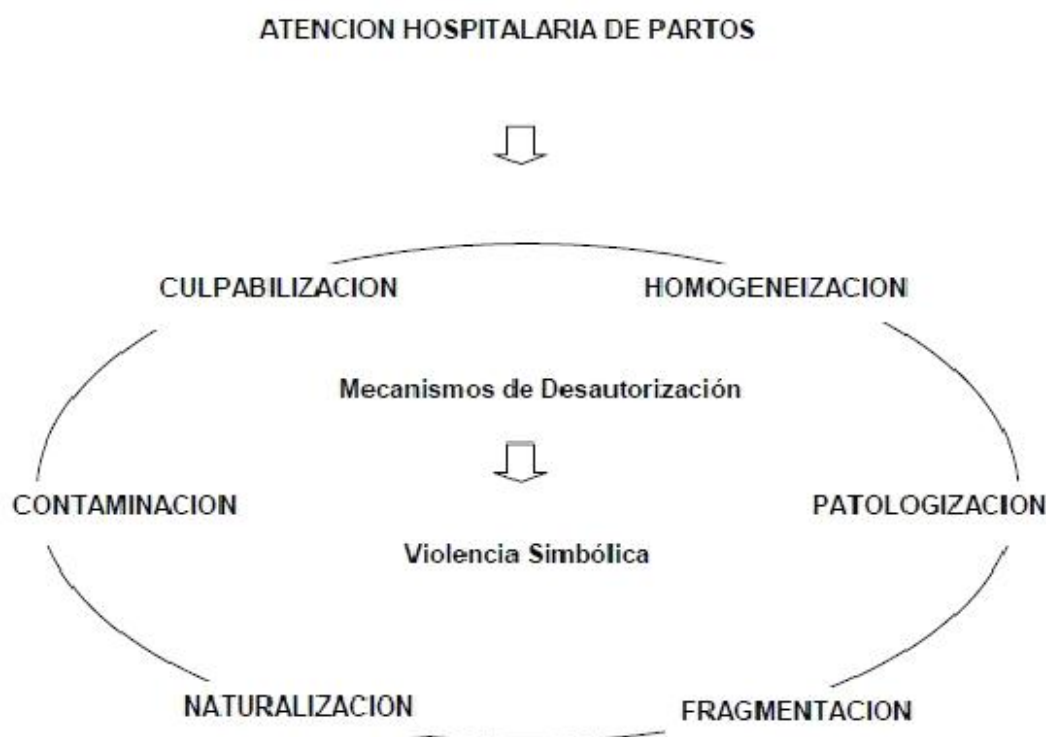 ATENCION HOSPITALARIA DE PARTOS
CULPABILIZACION
HOMOGENEIZACION
Mecanismos de Desautorización
CONTAMINACION
PATOLOGIZACION
Violencia Simbólica
NATURALIZACION
FRAGMENTACION